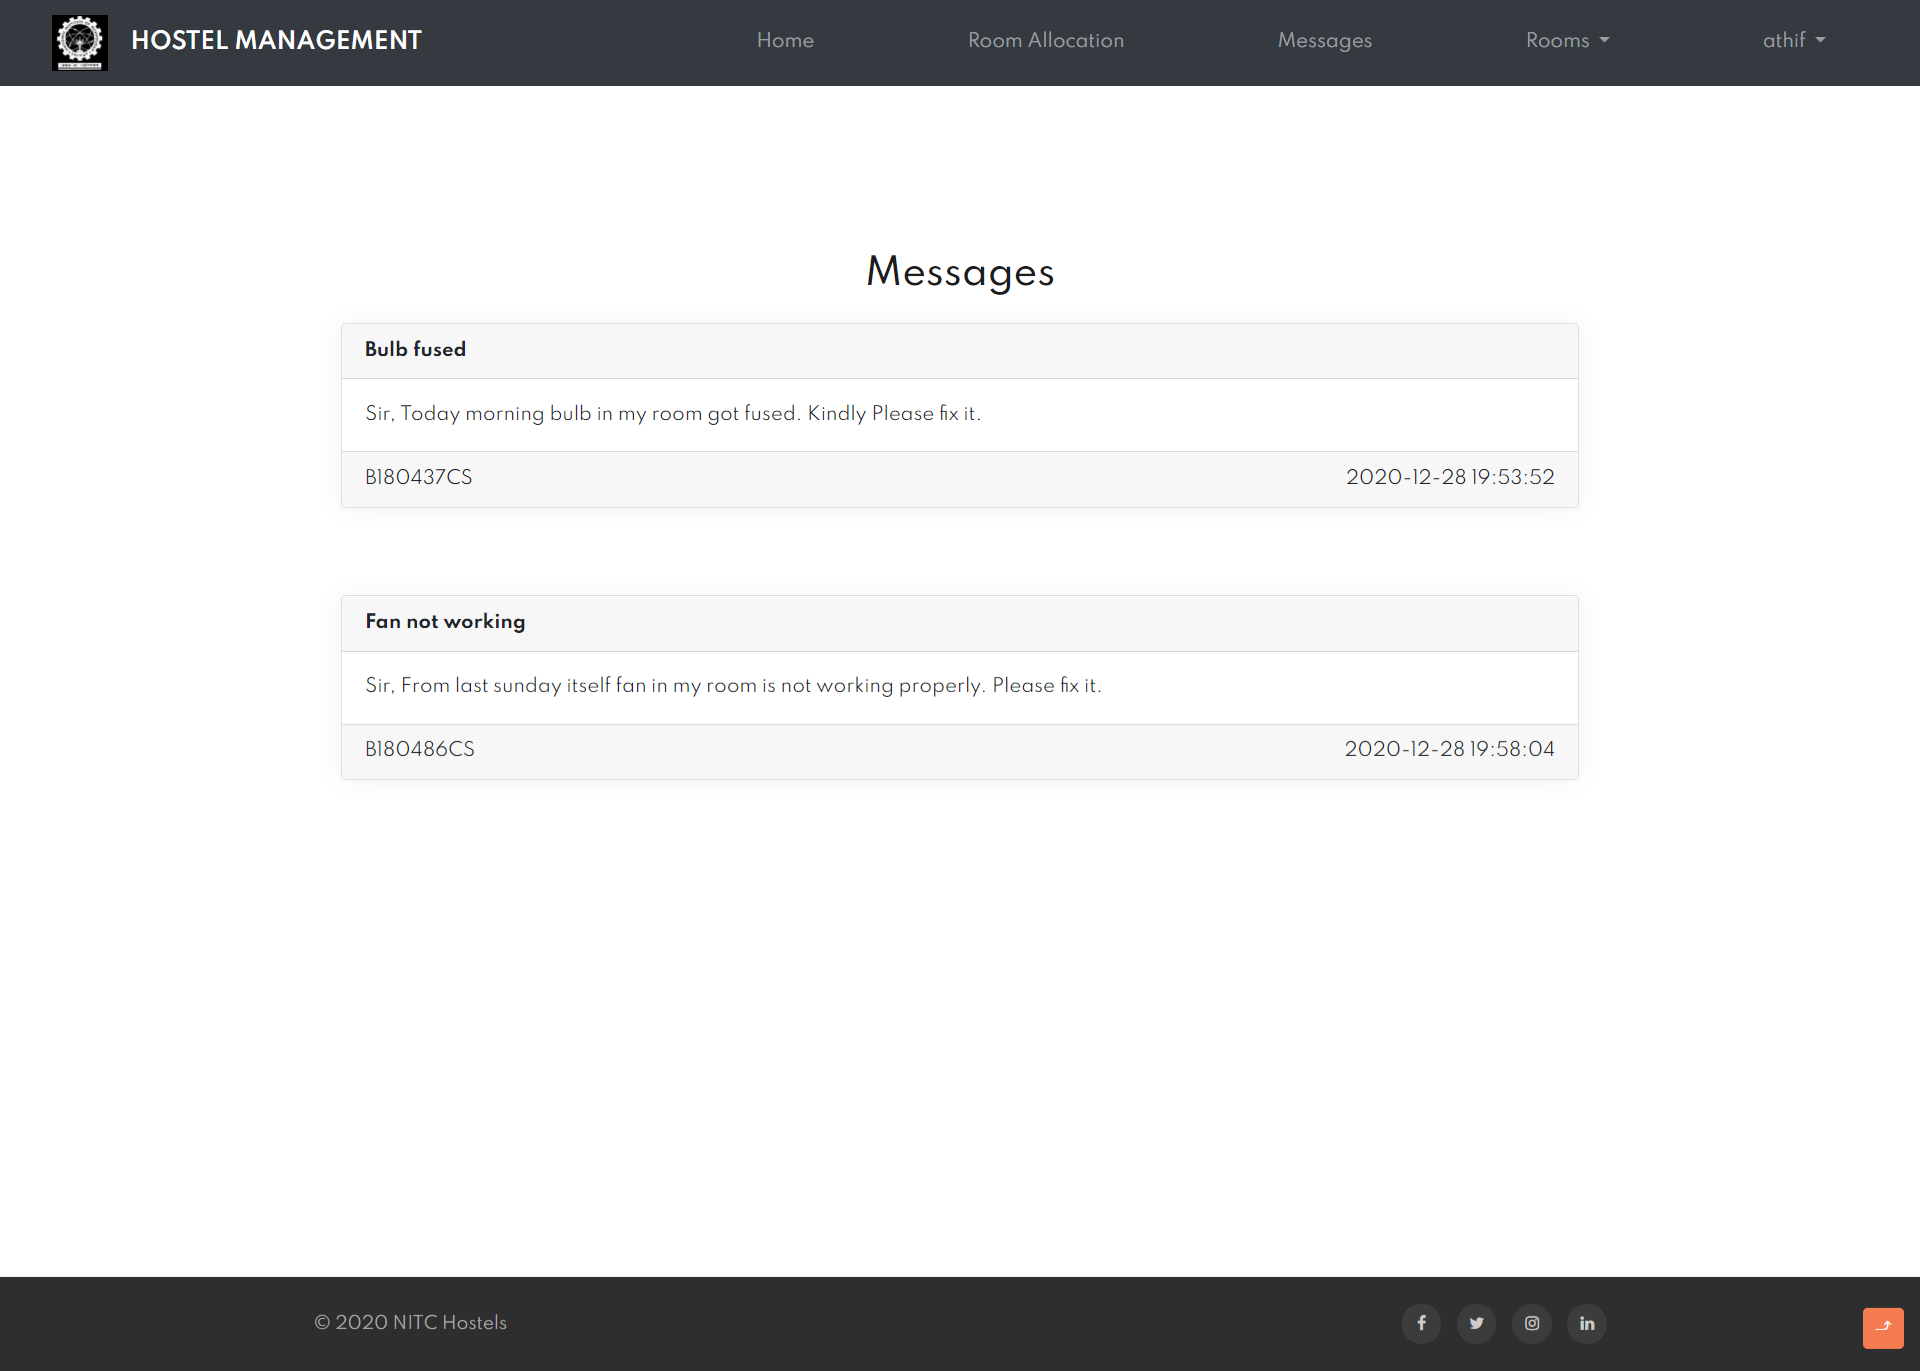 HOSTEL MANAGEMENT
Home
Room Allocation
Messages
Rooms
athif
Messages
Bulb fused
Sir, Today morning bulb in my room got fused. Kindly Please fix it.
B180437CS 2020-12-28 19:53:52
Fan not working
Sir, From last sunday itself fan in my room is not working properly. Please fix it.
B180486CS 2020-12-28 19:58:04
© 2020 NITC Hostels